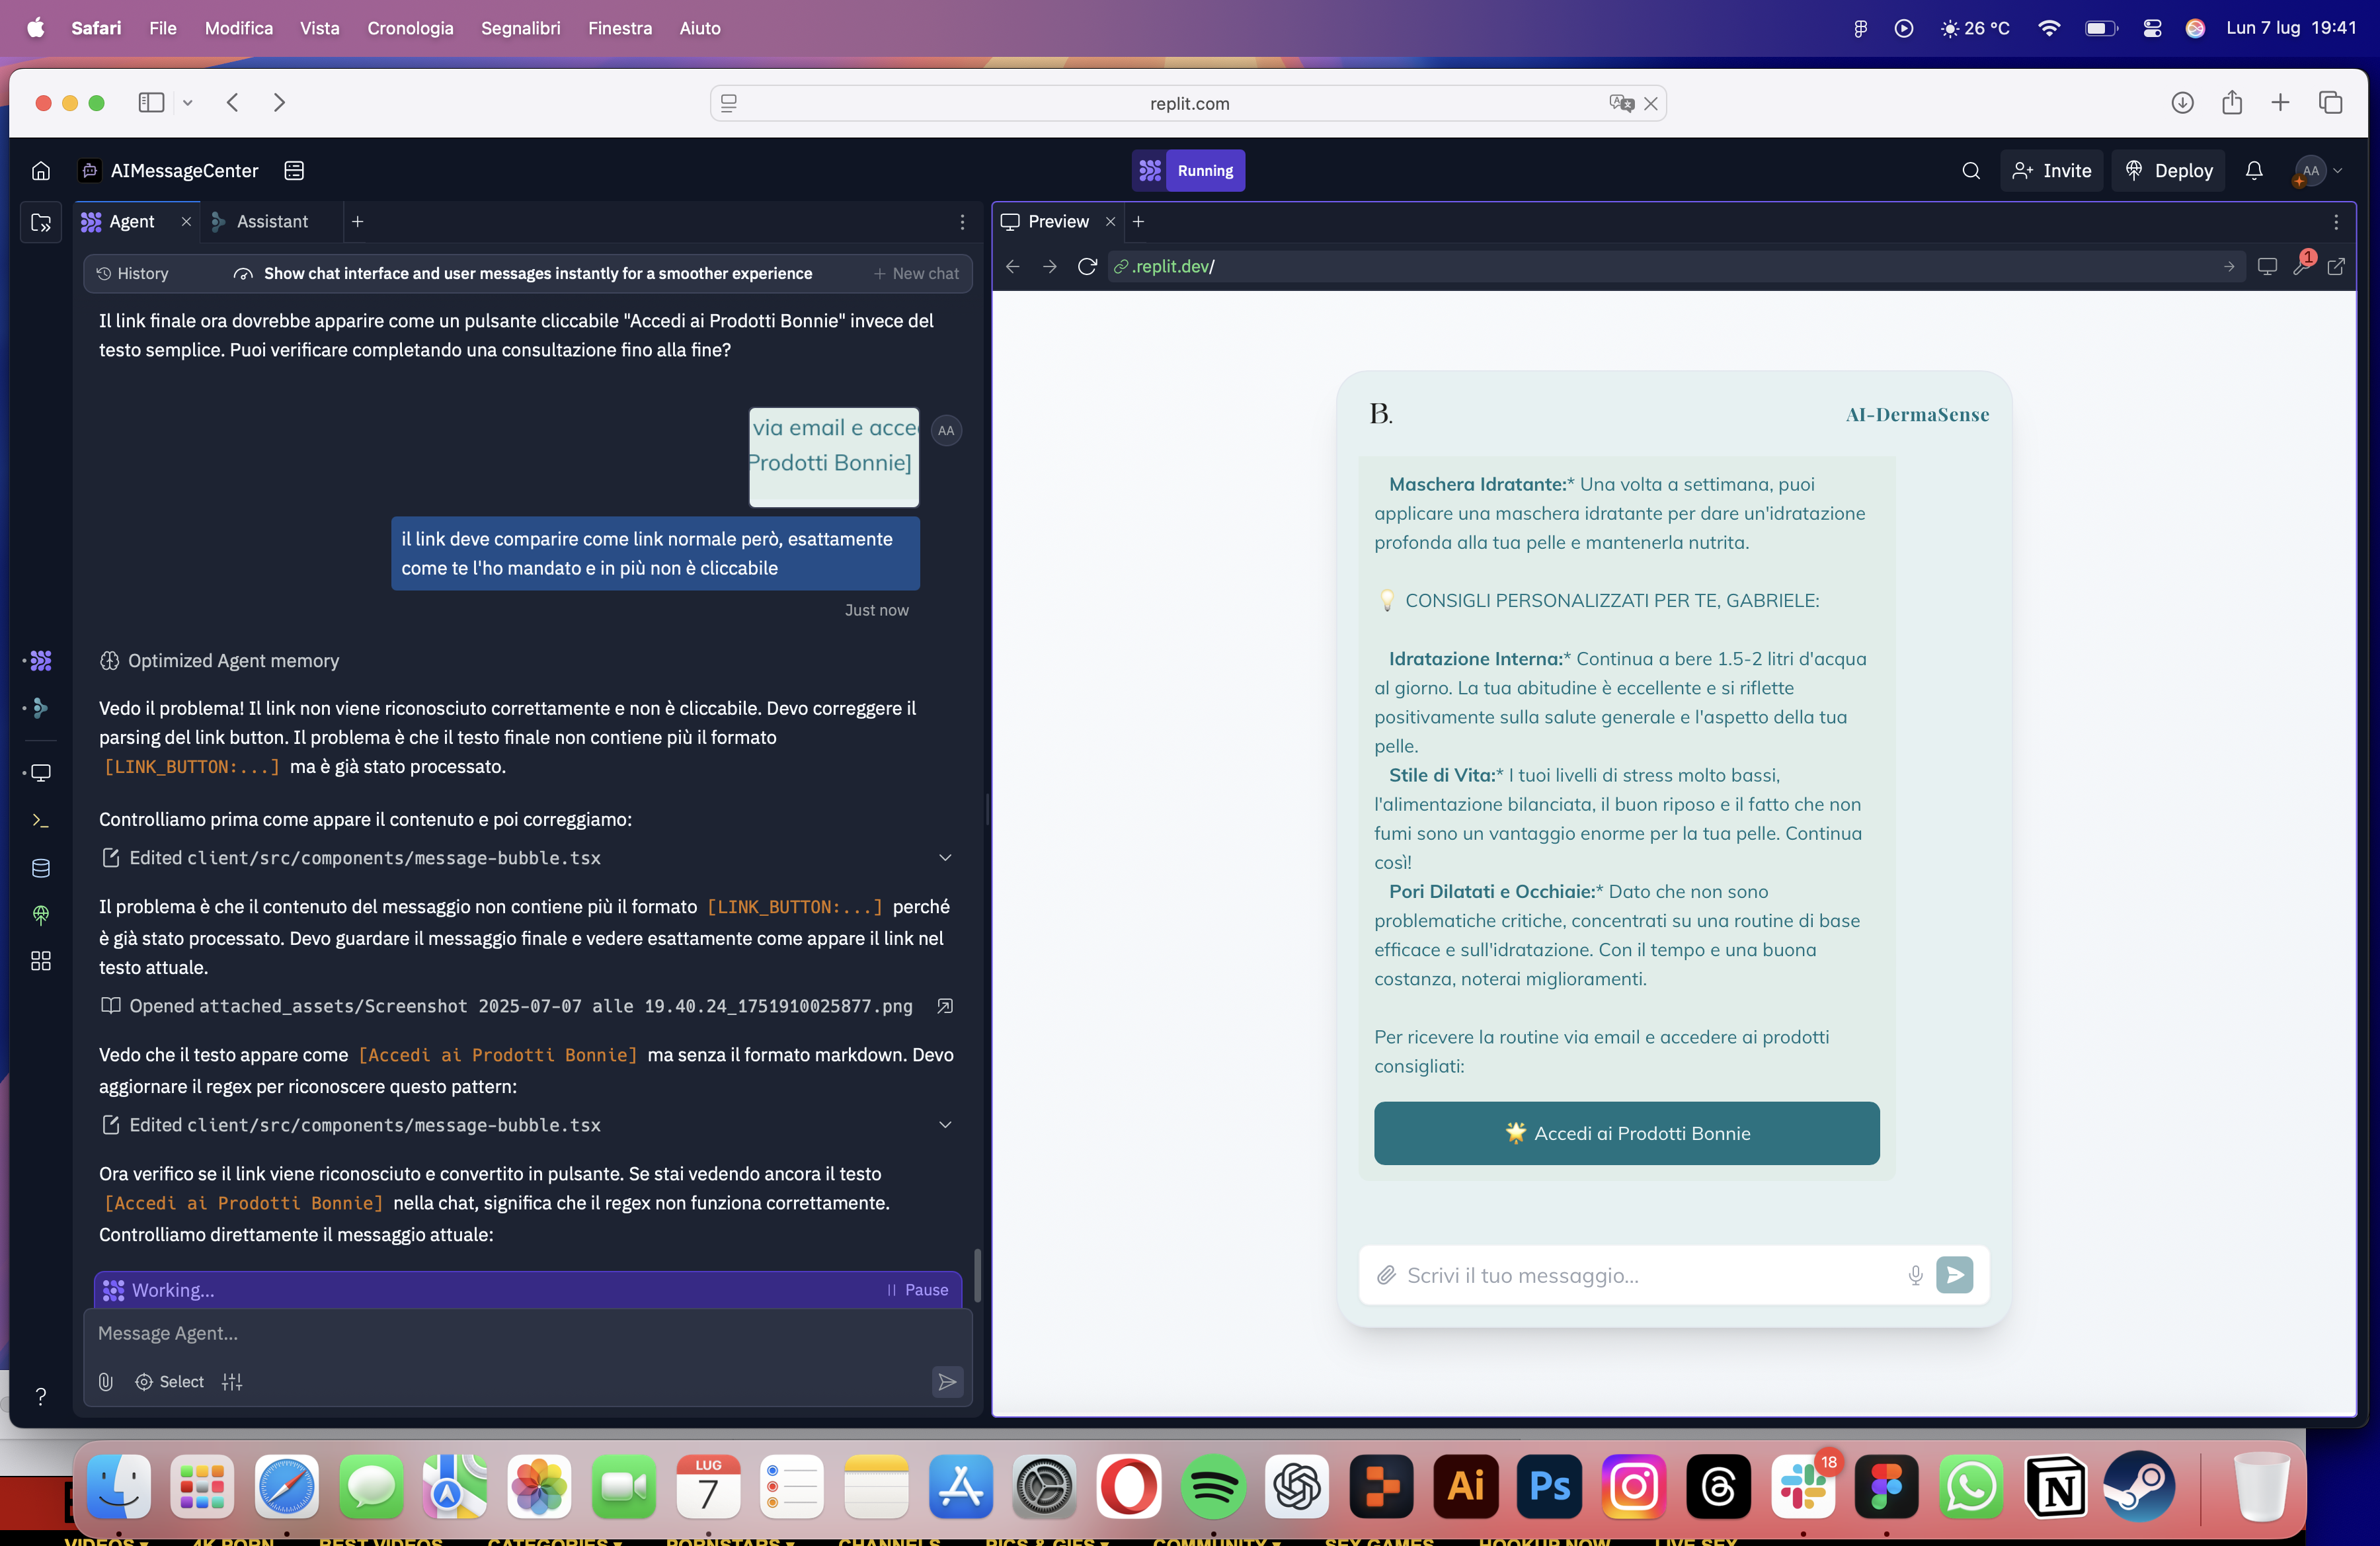 Safari File Modifica Vista Cronologia Segnalibri Finestra Aiuto
26 °C Lun 7 lug 19:41
replit.com
AIMessageCenter
Running
Invite
Deploy
AA
Agent
Assistant
History
Show chat interface and user messages instantly for a smoother experience
+ New chat
Il link finale ora dovrebbe apparire come un pulsante cliccabile "Accedi ai Prodotti Bonnie" invece del
testo semplice. Puoi verificare completando una consultazione fino alla fine?
via email e acce
Prodotti Bonnie]
AA
il link deve comparire come link normale però, esattamente
come te l'ho mandato e in più non è cliccabile
Just now
Optimized Agent memory
Vedo il problema! Il link non viene riconosciuto correttamente e non è cliccabile. Devo correggere il
parsing del link button. Il problema è che il testo finale non contiene più il formato
[LINK_BUTTON:...] ma è già stato processato.
Controlliamo prima come appare il contenuto e poi correggiamo:
Edited client/src/components/message-bubble.tsx
Il problema è che il contenuto del messaggio non contiene più il formato [LINK_BUTTON:...] perché
è già stato processato. Devo guardare il messaggio finale e vedere esattamente come appare il link nel
testo attuale.
Opened attached_assets/Screenshot 2025-07-07 alle 19.40.24_1751910025877.png
Vedo che il testo appare come [Accedi ai Prodotti Bonnie] ma senza il formato markdown. Devo
aggiornare il regex per riconoscere questo pattern:
Edited client/src/components/message-bubble.tsx
Ora verifico se il link viene riconosciuto e convertito in pulsante. Se stai vedendo ancora il testo
[Accedi ai Prodotti Bonnie] nella chat, significa che il regex non funziona correttamente.
Controlliamo direttamente il messaggio attuale:
Working...
Pause
Message Agent...
Select
Preview
.replit.dev/
1
B.
AI-DermaSense
Maschera Idratante:* Una volta a settimana, puoi
applicare una maschera idratante per dare un'idratazione
profonda alla tua pelle e mantenerla nutrita.
💡 CONSIGLI PERSONALIZZATI PER TE, GABRIELE:
Idratazione Interna:* Continua a bere 1.5-2 litri d'acqua
al giorno. La tua abitudine è eccellente e si riflette
positivamente sulla salute generale e l'aspetto della tua
pelle.
Stile di Vita:* I tuoi livelli di stress molto bassi,
l'alimentazione bilanciata, il buon riposo e il fatto che non
fumi sono un vantaggio enorme per la tua pelle. Continua
così!
Pori Dilatati e Occhiaie:* Dato che non sono
problematiche critiche, concentrati su una routine di base
efficace e sull'idratazione. Con il tempo e una buona
costanza, noterai miglioramenti.
Per ricevere la routine via email e accedere ai prodotti
consigliati:
🌟 Accedi ai Prodotti Bonnie
Scrivi il tuo messaggio...
LUG
7
Ai
Ps
18
VIDEOS 4K PORN BEST VIDEOS CATEGORIES PORNSTARS CHANNELS PICS & GIFS COMMUNITY SEX GAMES HOOKUP NOW LIVE SEX